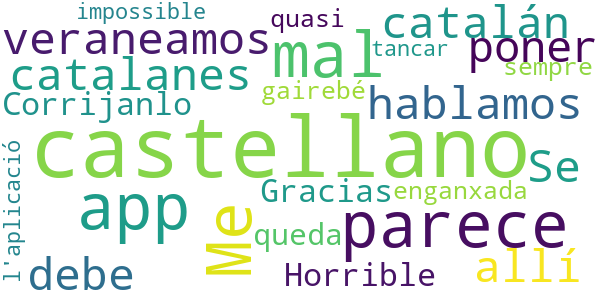 impossible quasi catalán
veraneamos mal tancar poner
catalanes gairebé sempre
Corrijanlo hablamos
castellano
l'aplicació app Me Gracias enganxada Se
queda parece
debe Horrible allí